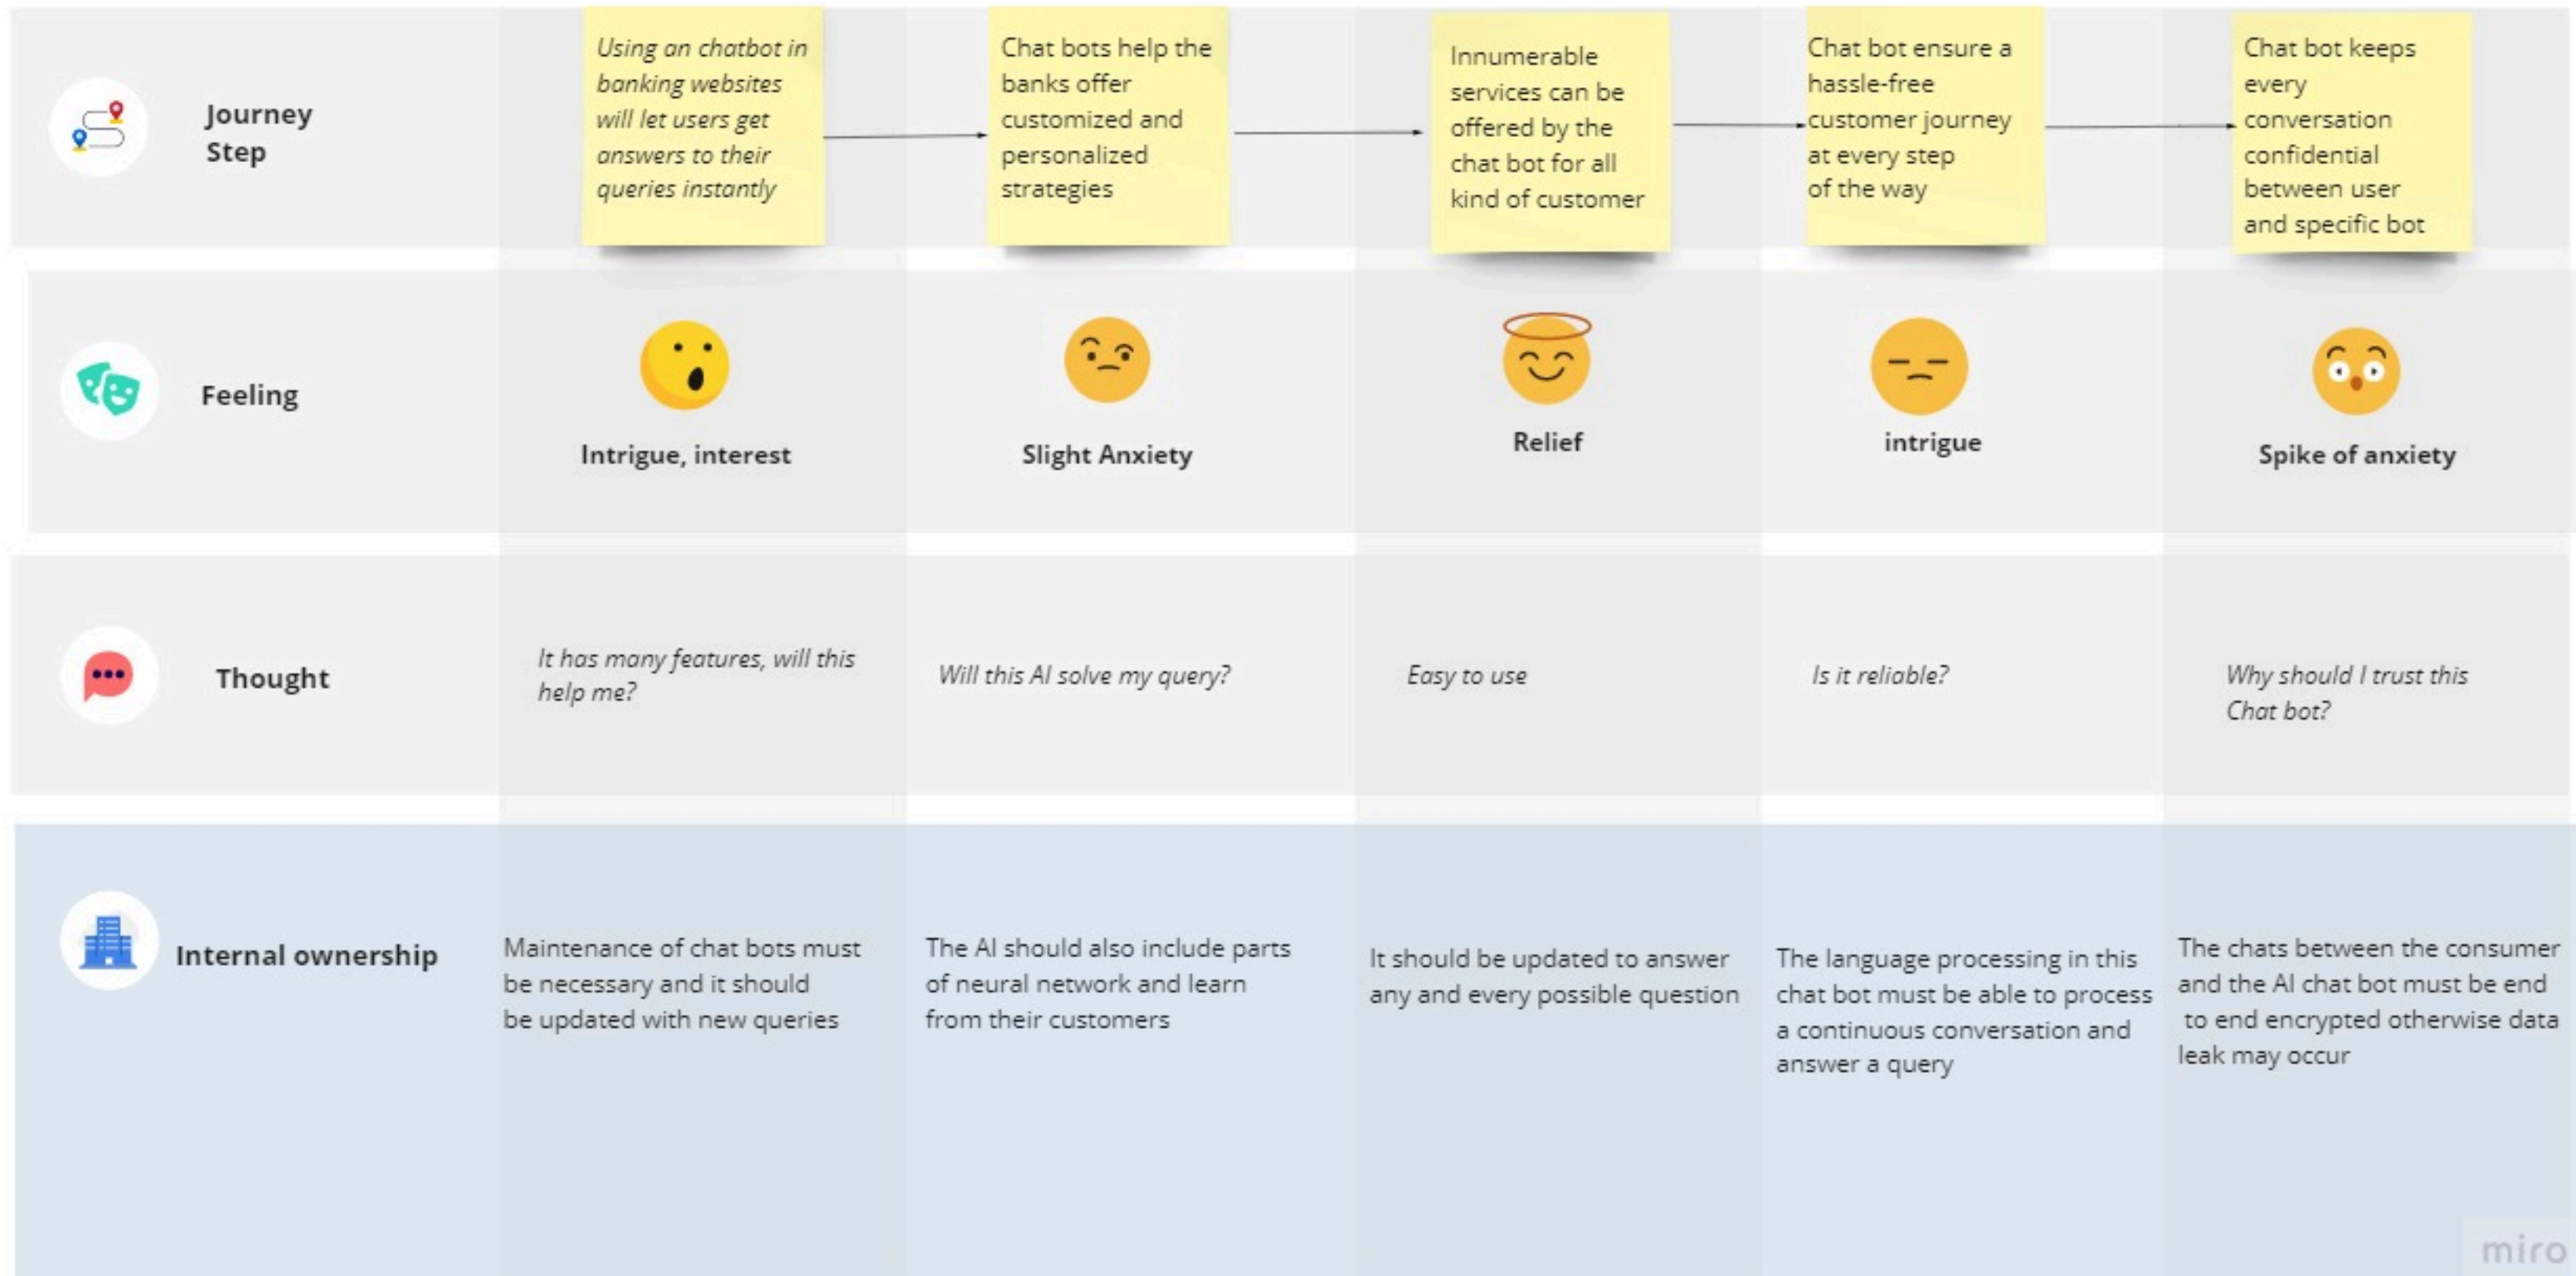 Journey
Step
Using an chatbot in
banking websites
will let users get
answers to their
queries instantly
Chat bots help the
banks offer
customized and
personalized
strategies
Innumerable
services can be
offered by the
chat bot for all
kind of customer
Chat bot ensure a
hassle-free
customer journey
at every step
of the way
Chat bot keeps
every
conversation
confidential
between user
and specific bot
Feeling
Intrigue, interest
Slight Anxiety
Relief
intrigue
Spike of anxiety
Thought
It has many features, will this
help me?
Will this AI solve my query?
Easy to use
Is it reliable?
Why should I trust this
Chat bot?
Internal ownership
Maintenance of chat bots must
be necessary and it should
be updated with new queries
The AI should also include parts
of neural network and learn
from their customers
It should be updated to answer
any and every possible question
The language processing in this
chat bot must be able to process
a continuous conversation and
answer a query
The chats between the consumer
and the AI chat bot must be end
to end encrypted otherwise data
leak may occur
miro